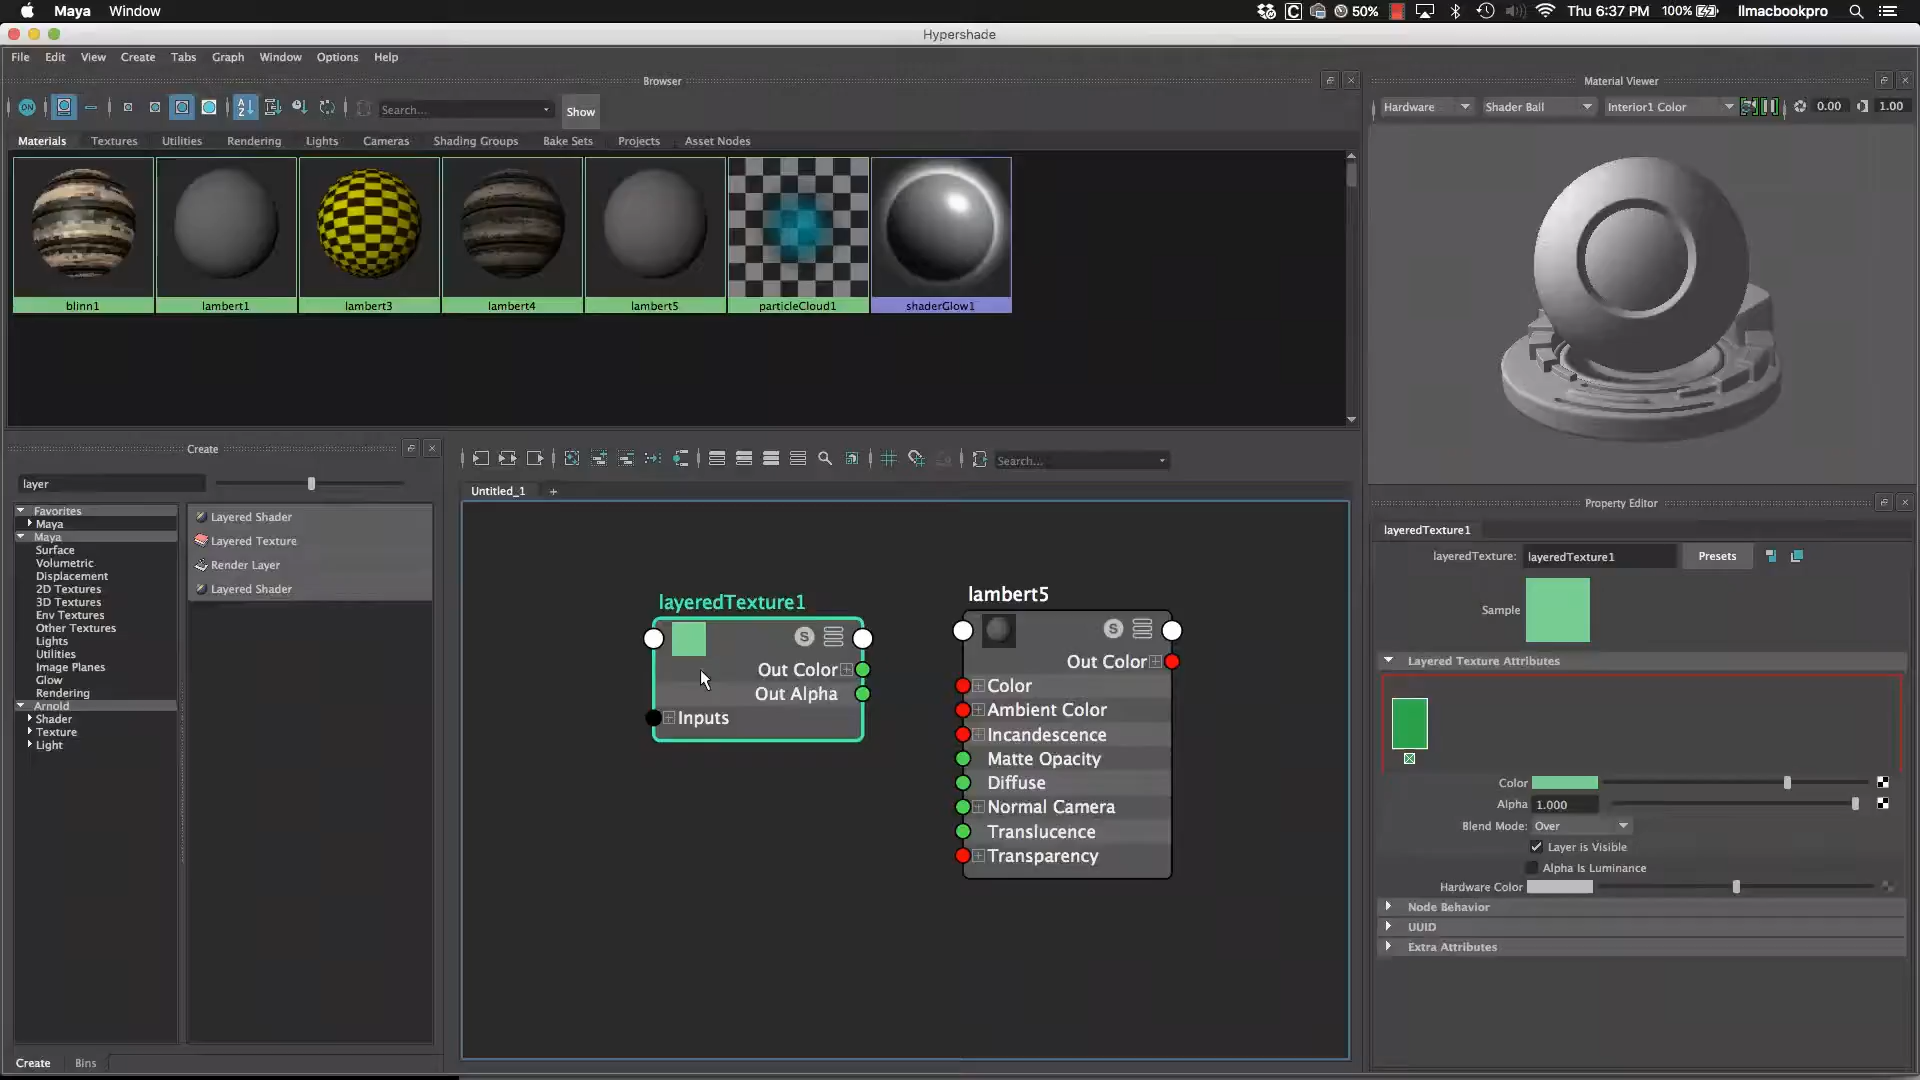 Maya Window 50% Thu 6:37 PM 100% llmacbookpro
Hypershade
File Edit View Create Tabs Graph Window Options Help
Browser
Material Viewer
ON Search... Show
Hardware Shader Ball Interior1 Color 0.00 1.00
Materials Textures Utilities Rendering Lights Cameras Shading Groups Bake Sets Projects Asset Nodes
blinn1 lambert1 lambert3 lambert4 lambert5 particleCloud1 shaderGlow1
Create
layer
Favorites
Maya
Maya
Surface
Volumetric
Displacement
2D Textures
3D Textures
Env Textures
Other Textures
Lights
Utilities
Image Planes
Glow
Rendering
Arnold
Shader
Texture
Light
Layered Shader
Layered Texture
Render Layer
Layered Shader
Create Bins
Search...
Untitled_1 +
layeredTexture1
S
Out Color
Out Alpha
Inputs
lambert5
S
Out Color
Color
Ambient Color
Incandescence
Matte Opacity
Diffuse
Normal Camera
Translucence
Transparency
Property Editor
layeredTexture1
layeredTexture: layeredTexture1 Presets
Sample
Layered Texture Attributes
Color
Alpha 1.000
Blend Mode: Over
Layer is Visible
Alpha Is Luminance
Hardware Color
Node Behavior
UUID
Extra Attributes